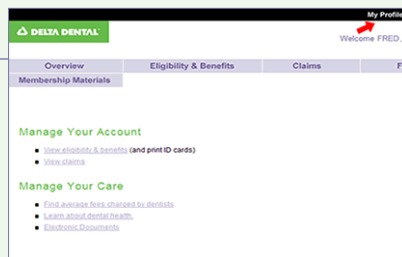 My Profile
DELTA DENTAL
Welcome FRED,
Overview Eligibility & Benefits Claims F
Membership Materials
Manage Your Account
View eligibility & benefits (and print ID cards)
View claims
Manage Your Care
Find average fees charged by dentists
Learn about dental health
Electronic Documents